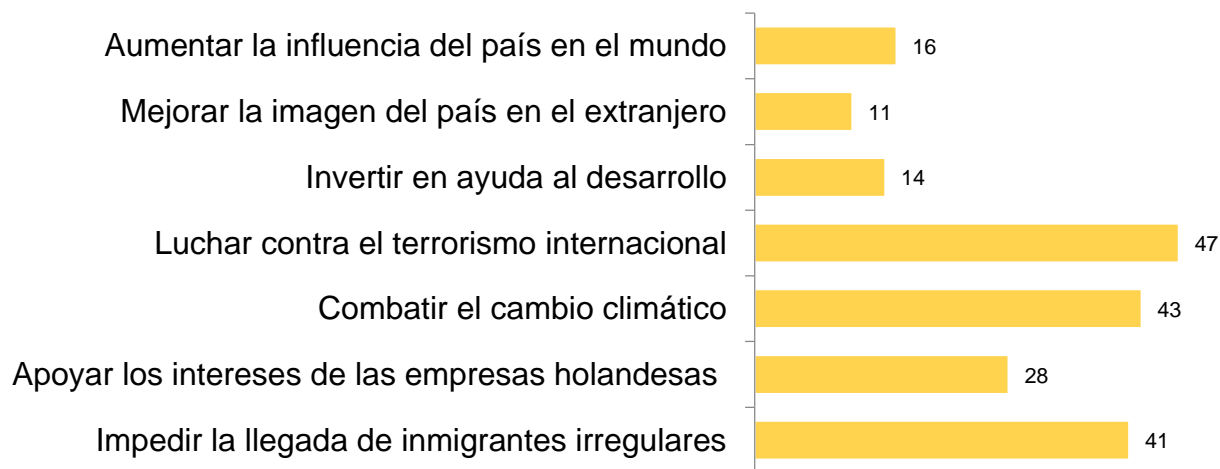 Aumentar la influencia del país en el mundo 16
Mejorar la imagen del país en el extranjero 11
Invertir en ayuda al desarrollo 14
Luchar contra el terrorismo internacional 47
Combatir el cambio climático 43
Apoyar los intereses de las empresas holandesas 28
Impedir la llegada de inmigrantes irregulares 41